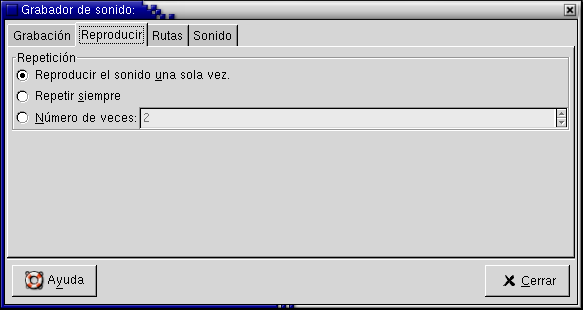 Grabador de sonido:
Grabación Reproducir Rutas Sonido
Repetición
Reproducir el sonido una sola vez.
Repetir siempre
Número de veces: 2
Ayuda Cerrar